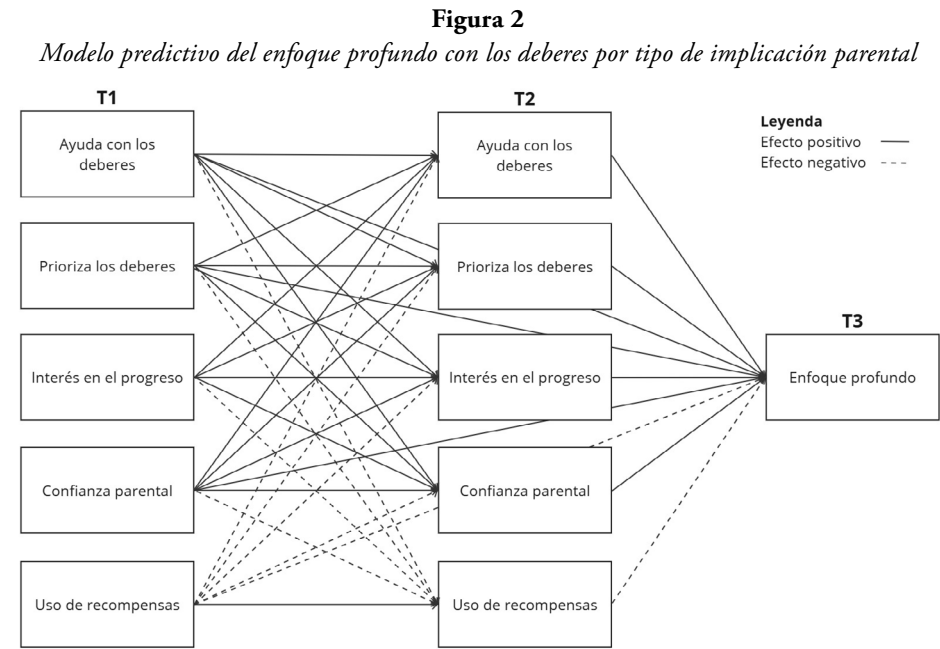 Figura 2
Modelo predictivo del enfoque profundo con los deberes por tipo de implicación parental
T1
T2
Ayuda con los
deberes
Ayuda con los
deberes
Leyenda
Efecto positivo
Efecto negativo
Prioriza los deberes
Prioriza los deberes
T3
Interés en el progreso
Interés en el progreso
Enfoque profundo
Confianza parental
Confianza parental
Uso de recompensas
Uso de recompensas